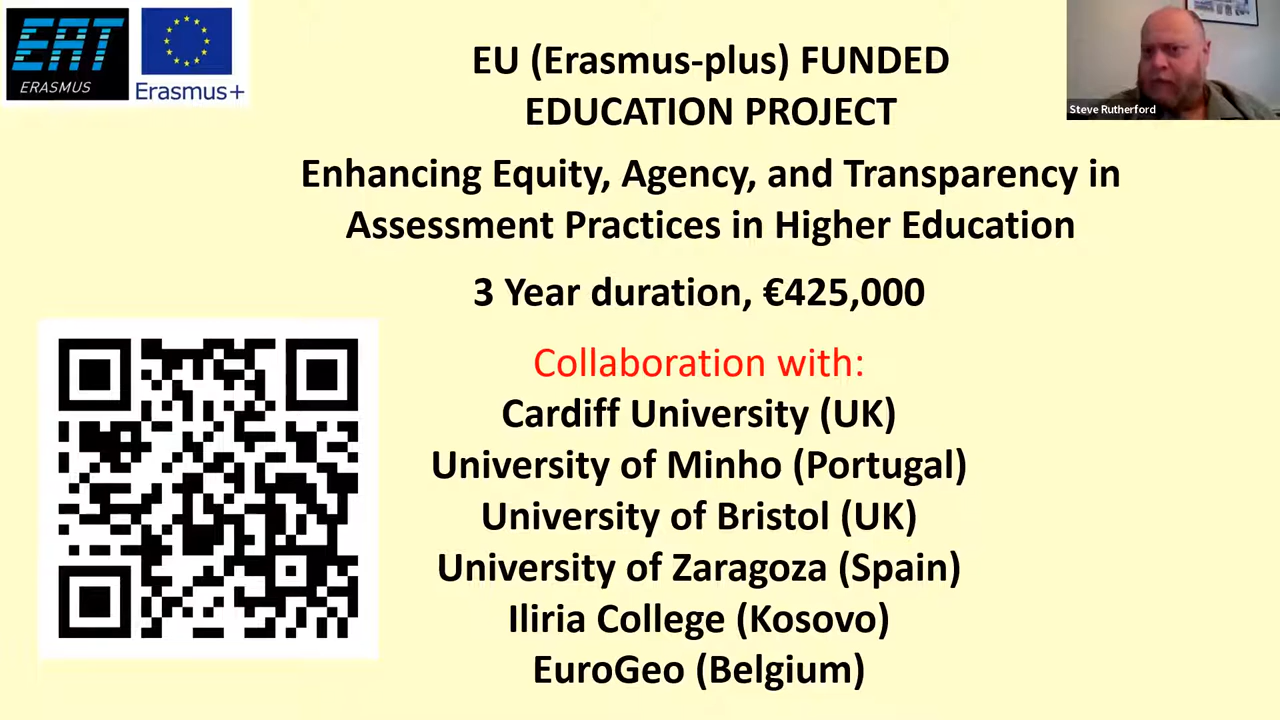 EAT
ERASMUS
Erasmus+
EU (Erasmus-plus) FUNDED
EDUCATION PROJECT
Steve Rutherford
Enhancing Equity, Agency, and Transparency in
Assessment Practices in Higher Education
3 Year duration, €425,000
Collaboration with:
Cardiff University (UK)
University of Minho (Portugal)
University of Bristol (UK)
University of Zaragoza (Spain)
Iliria College (Kosovo)
EuroGeo (Belgium)